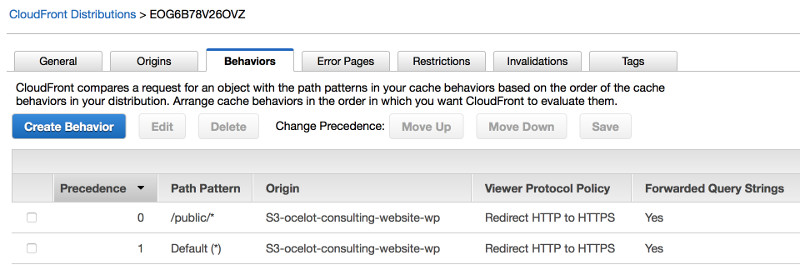 CloudFront Distributions > EOG6B78V26OVZ
General Origins Behaviors Error Pages Restrictions Invalidations Tags
CloudFront compares a request for an object with the path patterns in your cache behaviors based on the order of the cache
behaviors in your distribution. Arrange cache behaviors in the order in which you want CloudFront to evaluate them.
Create Behavior Edit Delete Change Precedence: Move Up Move Down Save
Precedence Path Pattern Origin Viewer Protocol Policy Forwarded Query Strings
0 /public/* S3-ocelot-consulting-website-wp Redirect HTTP to HTTPS Yes
1 Default (*) S3-ocelot-consulting-website-wp Redirect HTTP to HTTPS Yes